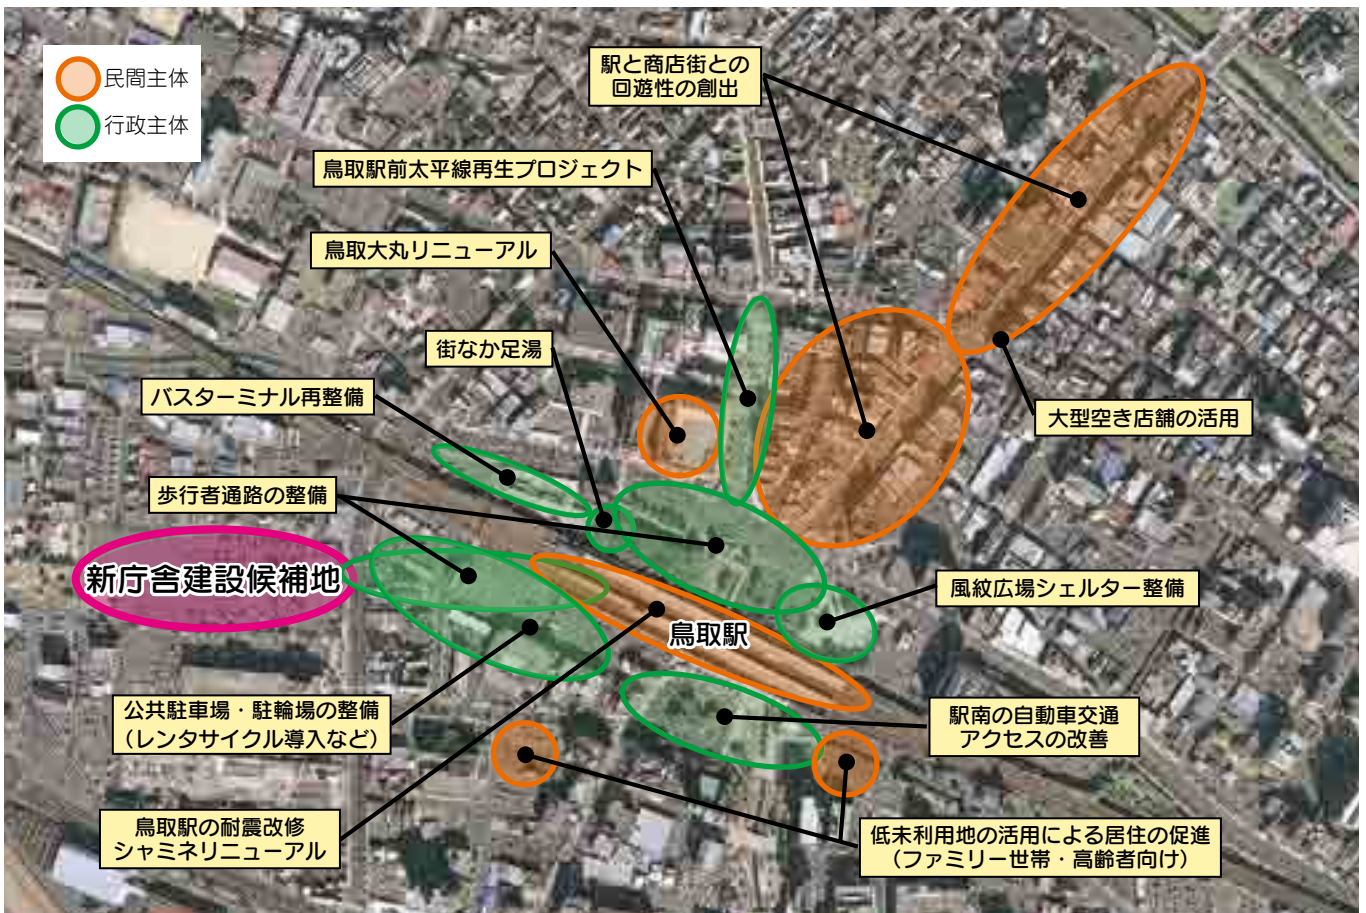 民間主体
行政主体
駅と商店街との
回遊性の創出
鳥取駅前太平線再生プロジェクト
鳥取大丸リニューアル
街なか足湯
バスターミナル再整備
歩行者通路の整備
大型空き店舗の活用
新庁舎建設候補地
鳥取駅
風紋広場シェルター整備
公共駐車場・駐輪場の整備
（レンタサイクル導入など）
駅南の自動車交通
アクセスの改善
鳥取駅の耐震改修
シャミネリニューアル
低未利用地の活用による居住の促進
（ファミリー世帯・高齢者向け）